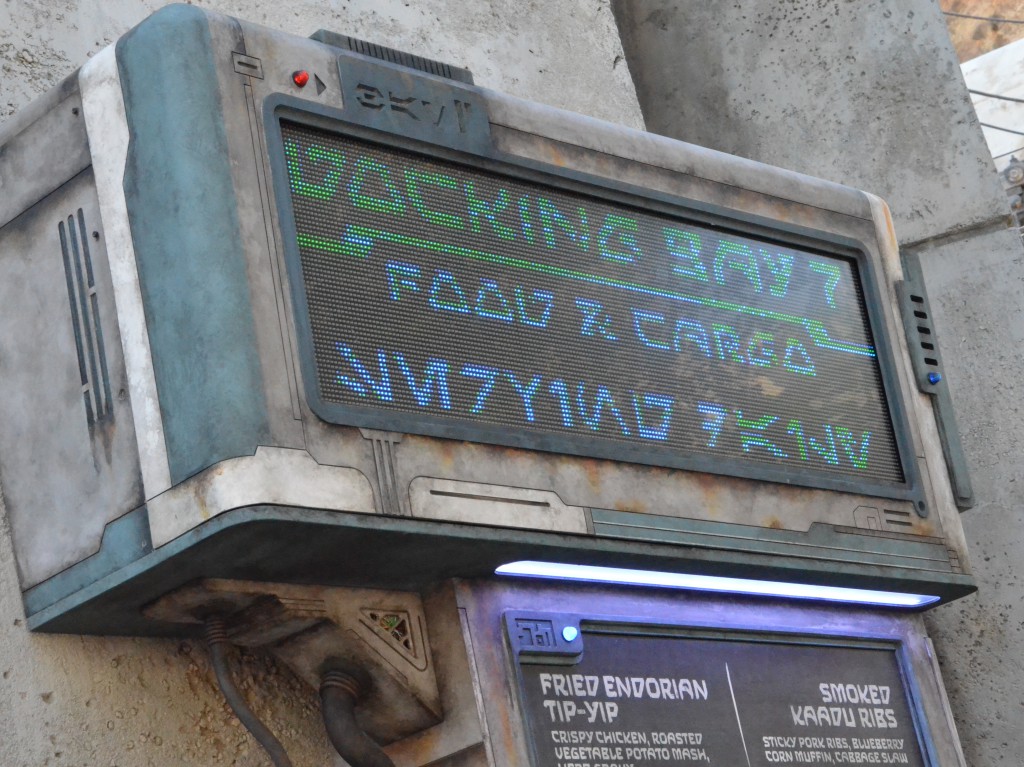 DOCKING BAY 7
FOOD & CARGO
FRIED ENDORIAN
TIP-YIP
CRISPY CHICKEN, ROASTED
VEGETABLE POTATO MASH,
SMOKED
KAADU RIBS
STICKY PORK RIBS, BLUEBERRY
CORN MUFFIN, CABBAGE SLAW